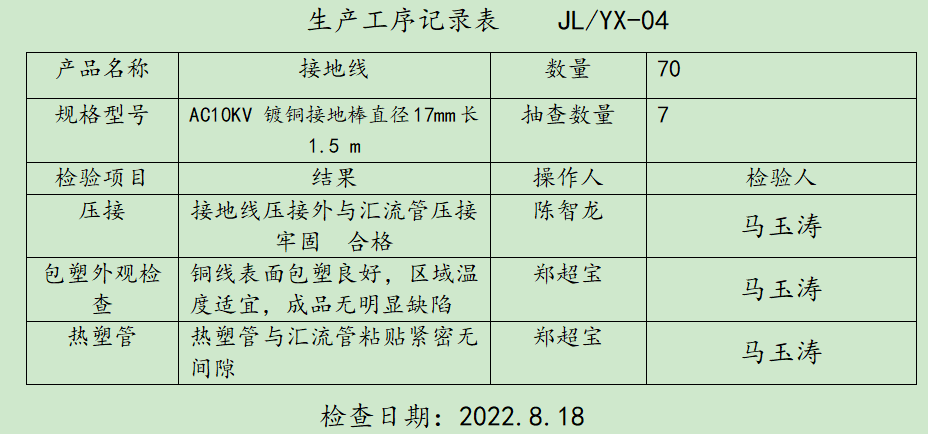 生产工序记录表 JL/YX-04
产品名称 接地线 数量 70
规格型号 AC10KV 镀铜接地棒直径17mm长 抽查数量 7
1.5 m
检验项目 结果 操作人 检验人
压接 接地线压接外与汇流管压接 陈智龙 马玉涛
牢固 合格
包塑外观检 铜线表面包塑良好，区域温 郑超宝 马玉涛
查 度适宜，成品无明显缺陷
热塑管 热塑管与汇流管粘贴紧密无 郑超宝 马玉涛
间隙
检查日期：2022.8.18